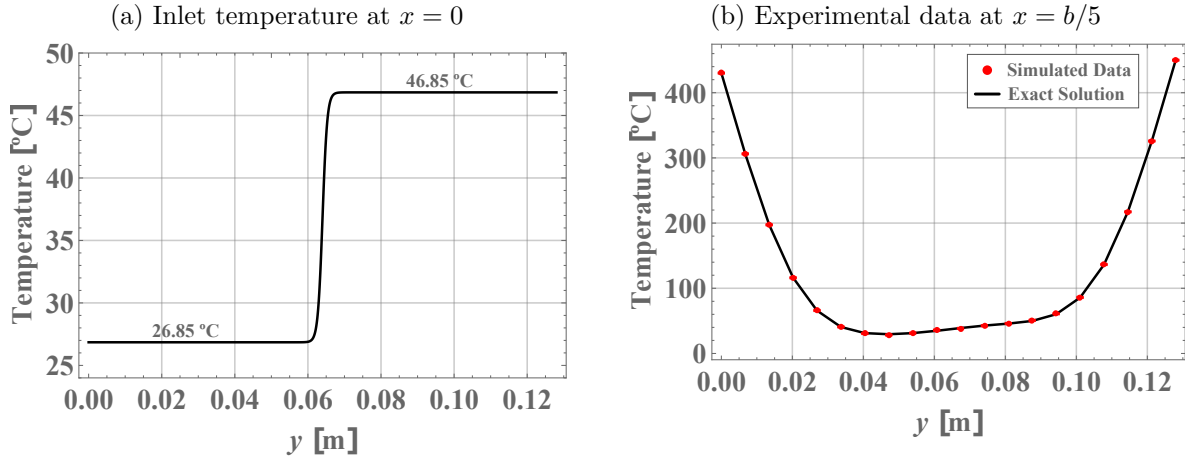 (a) Inlet temperature at x = 0
50
45
40
35
30
25
Temperature [ºC]
46.85 ºC
26.85 ºC
0.00 0.02 0.04 0.06 0.08 0.10 0.12
y [m]
(b) Experimental data at x = b/5
400
300
200
100
0
Temperature [ºC]
Simulated Data
Exact Solution
0.00 0.02 0.04 0.06 0.08 0.10 0.12
y [m]